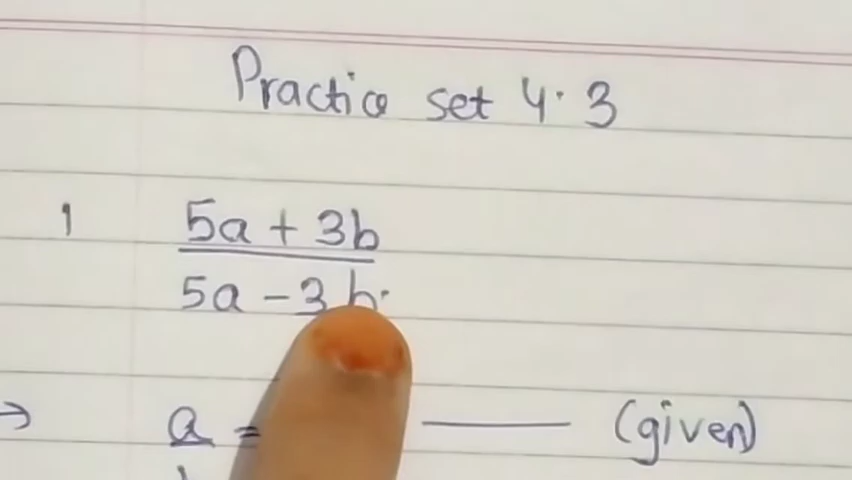 Practice set 4.3
1 5a + 3b
5a - 3b
→ a = (given)